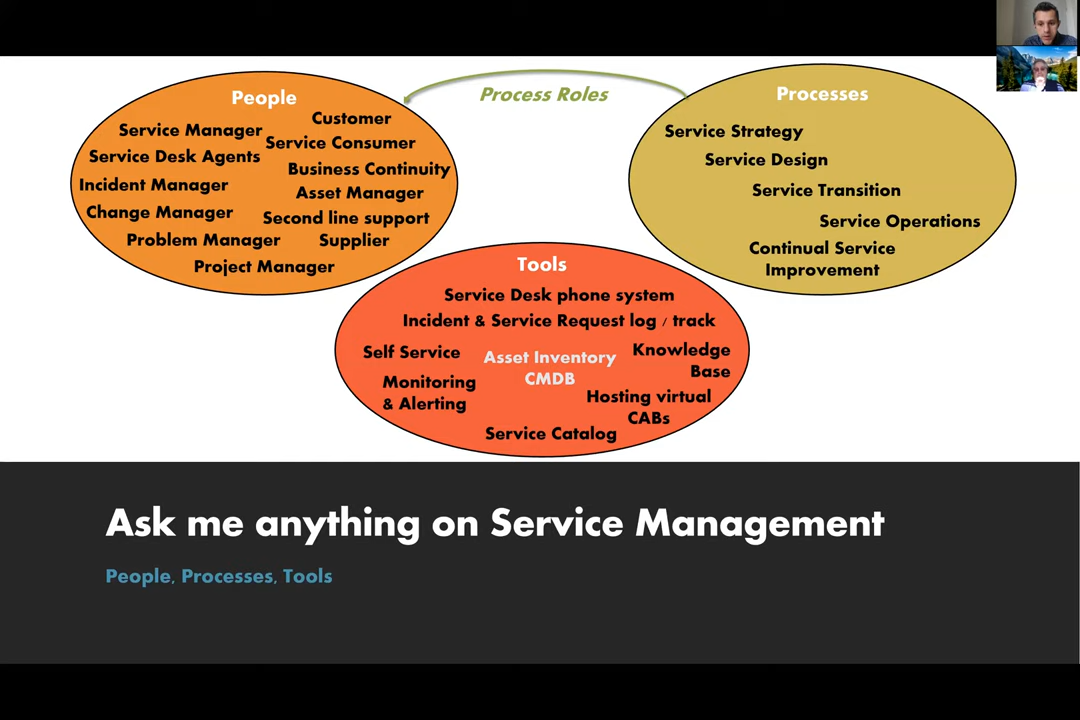 People
Customer
Service Manager
Service Consumer
Service Desk Agents
Business Continuity
Incident Manager
Asset Manager
Change Manager
Second line support
Problem Manager
Supplier
Project Manager
Process Roles
Processes
Service Strategy
Service Design
Service Transition
Service Operations
Continual Service
Improvement
Tools
Service Desk phone system
Incident & Service Request log / track
Self Service
Asset Inventory
CMDB
Knowledge
Base
Monitoring
& Alerting
Hosting virtual
CABs
Service Catalog
Ask me anything on Service Management
People, Processes, Tools